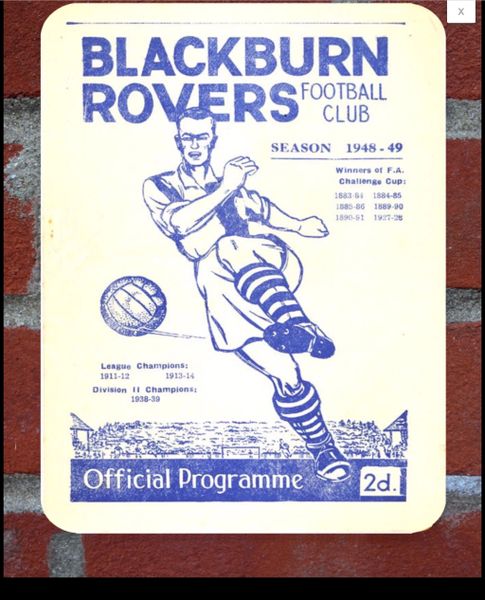 BLACKBURN
ROVERS FOOTBALL
CLUB
SEASON 1948-49
Winners of F.A.
Challenge Cup:
1883-84 1884-85
1885-86 1889-90
1890-91 1927-28
League Champions:
1911-12 1913-14
Division II Champions:
1938-39
Official Programme 2d.
x